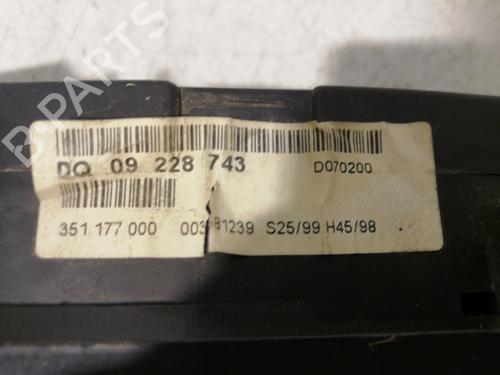 B-PARTS
DQ 09 228 743 D070200
351 177 000 S25/99 H45/98